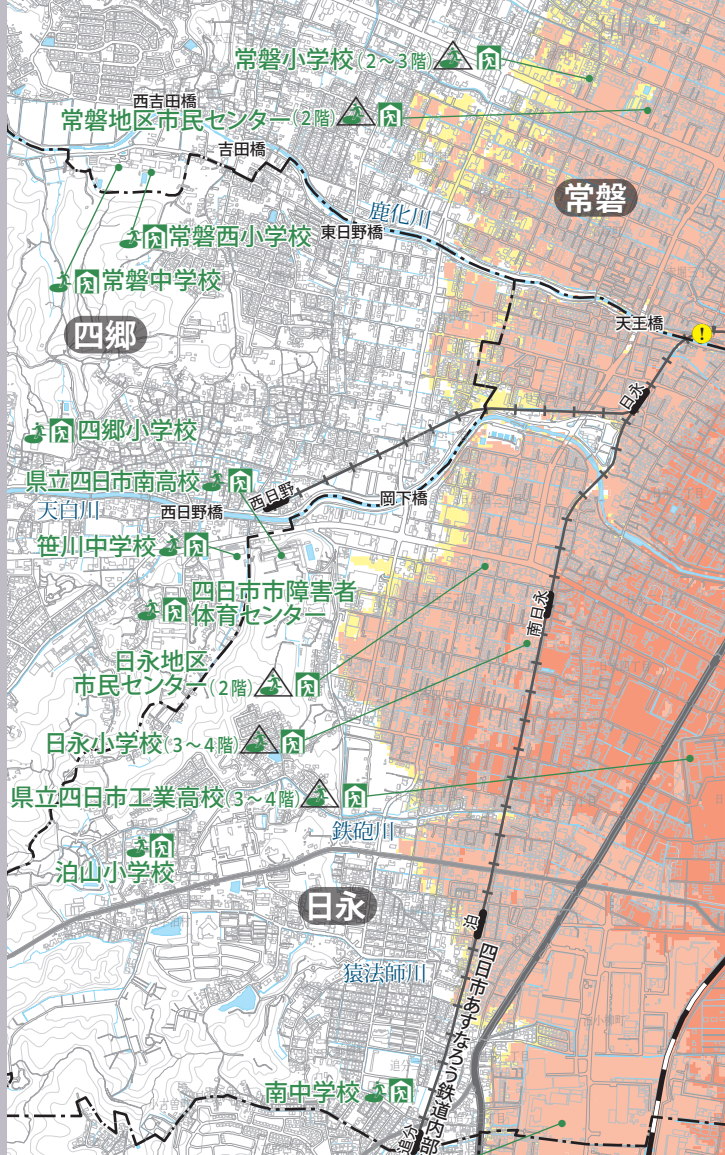 常磐小学校(2〜3階)
西吉田橋
常磐地区市民センター(2階)
吉田橋
常磐
鹿化川
東日野橋
常磐西小学校
常磐中学校
天王橋
!
四郷
日永
四郷小学校
県立四日市南高校
西日野
岡下橋
天白川
西日野橋
笹川中学校
四日市市障害者
体育センター
南日永
日永地区
市民センター(2階)
日永小学校(3〜4階)
県立四日市工業高校(3〜4階)
鉄砲川
泊山小学校
日永
泊
四日市あすなろう鉄道内部
猿法師川
追分
南中学校
追分